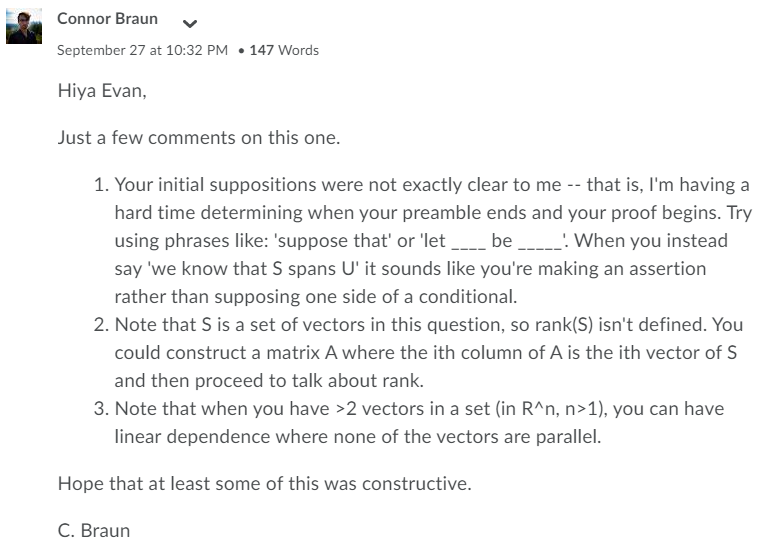 Connor Braun
September 27 at 10:32 PM • 147 Words
Hiya Evan,
Just a few comments on this one.
1. Your initial suppositions were not exactly clear to me -- that is, I'm having a
hard time determining when your preamble ends and your proof begins. Try
using phrases like: 'suppose that' or 'let ____ be _____'. When you instead
say 'we know that S spans U' it sounds like you're making an assertion
rather than supposing one side of a conditional.
2. Note that S is a set of vectors in this question, so rank(S) isn't defined. You
could construct a matrix A where the ith column of A is the ith vector of S
and then proceed to talk about rank.
3. Note that when you have >2 vectors in a set (in R^n, n>1), you can have
linear dependence where none of the vectors are parallel.
Hope that at least some of this was constructive.
C. Braun